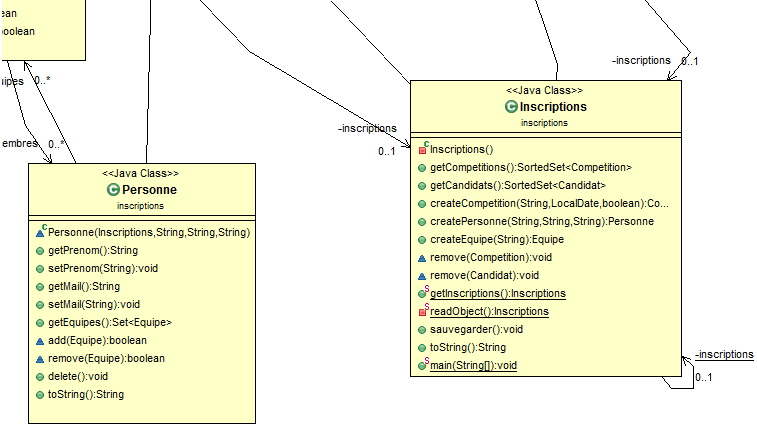 ean
boolean
-inscriptions
0..1
ipes
0..*
<<Java Class>>
Inscriptions
inscriptions
-inscriptions
0..1
embres
0..*
Inscriptions()
getCompetitions():SortedSet<Competition>
getCandidats():SortedSet<Candidat>
createCompetition(String,LocalDate,boolean):Co...
createPersonne(String,String,String):Personne
createEquipe(String):Equipe
remove(Competition):void
remove(Candidat):void
getInscriptions():Inscriptions
readObject():Inscriptions
sauvegarder():void
toString():String
main(String[]):void
<<Java Class>>
Personne
inscriptions
Personne(Inscriptions,String,String,String)
getPrenom():String
setPrenom(String):void
getMail():String
setMail(String):void
getEquipes():Set<Equipe>
add(Equipe):boolean
remove(Equipe):boolean
delete():void
toString():String
-inscriptions
0..1